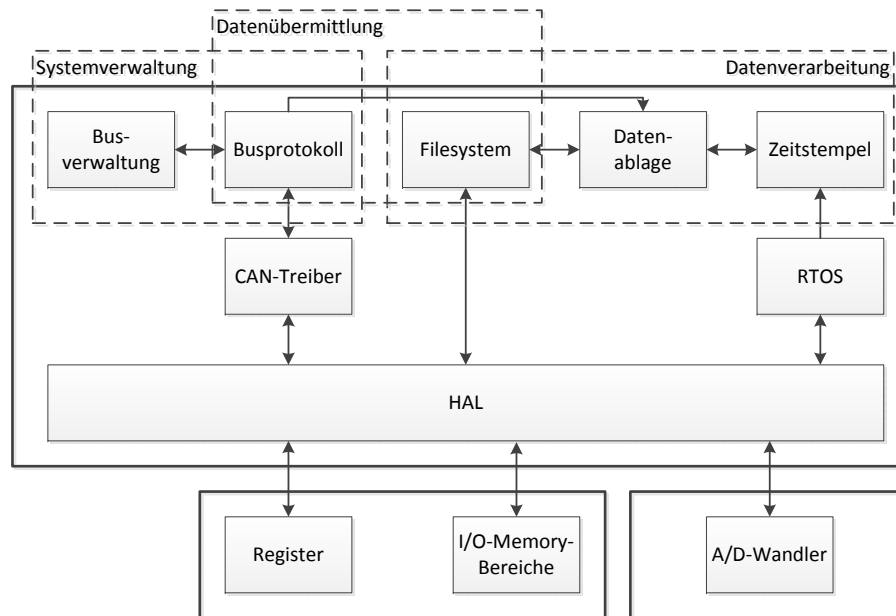 Datenübermittlung
Systemverwaltung
Datenverarbeitung
Bus-
verwaltung
Busprotokoll
Filesystem
Daten-
ablage
Zeitstempel
CAN-Treiber
RTOS
HAL
Register
I/O-Memory-
Bereiche
A/D-Wandler